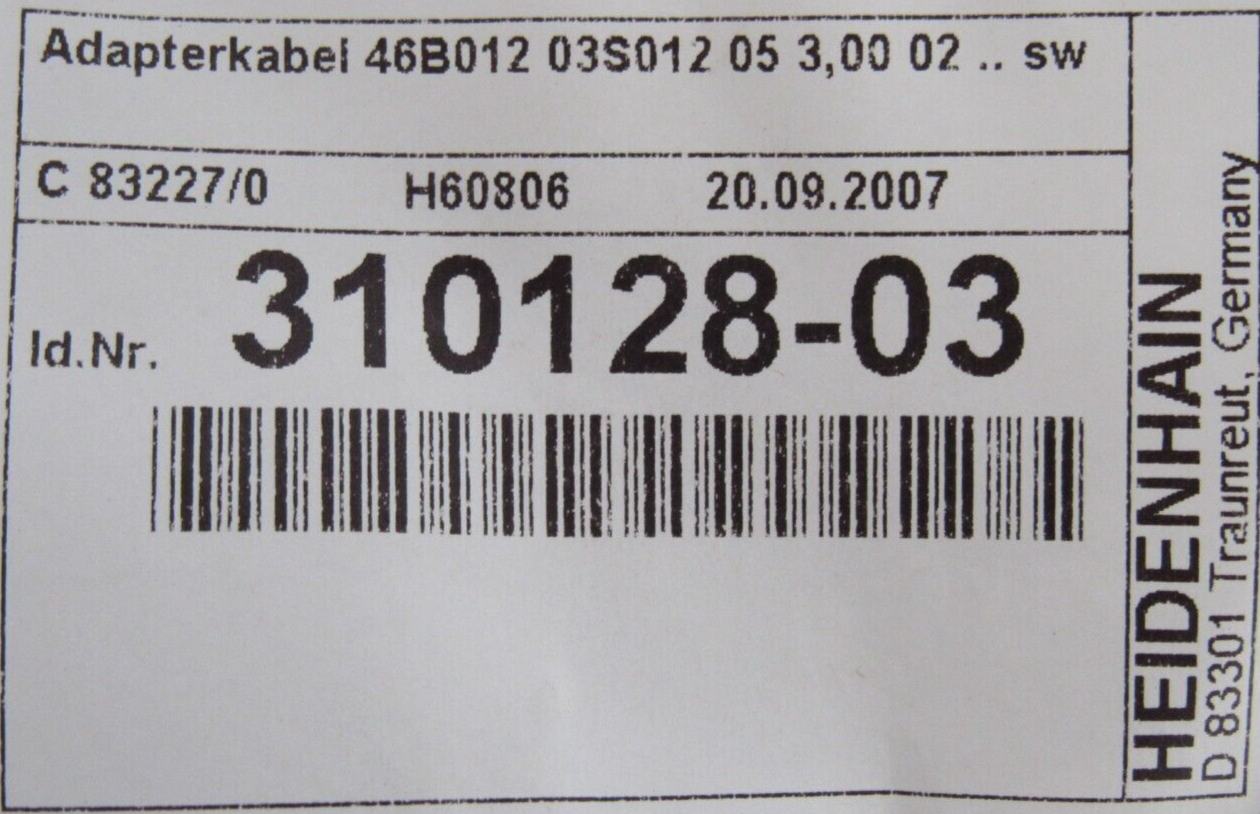 Adapterkabel 46B012 03S012 05 3,00 02 .. sw
C 83227/0 H60806 20.09.2007
Id.Nr. 310128-03
HEIDENHAIN
D 83301 Traunreut, Germany